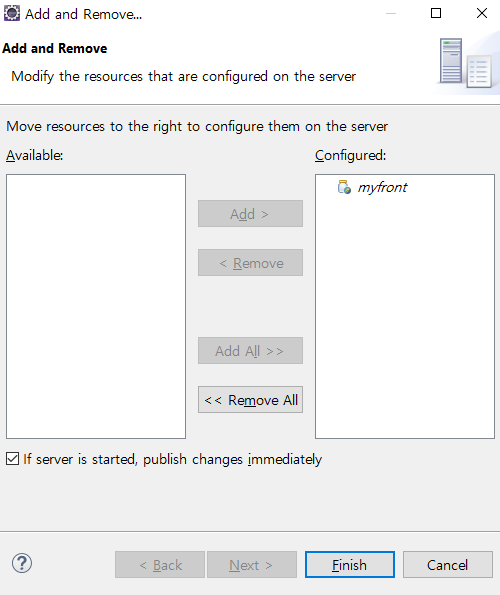 Add and Remove...
Add and Remove
Modify the resources that are configured on the server
Move resources to the right to configure them on the server
Available:
Configured:
myfront
Add >
< Remove
Add All >>
<< Remove All
If server is started, publish changes immediately
?
< Back
Next >
Finish
Cancel